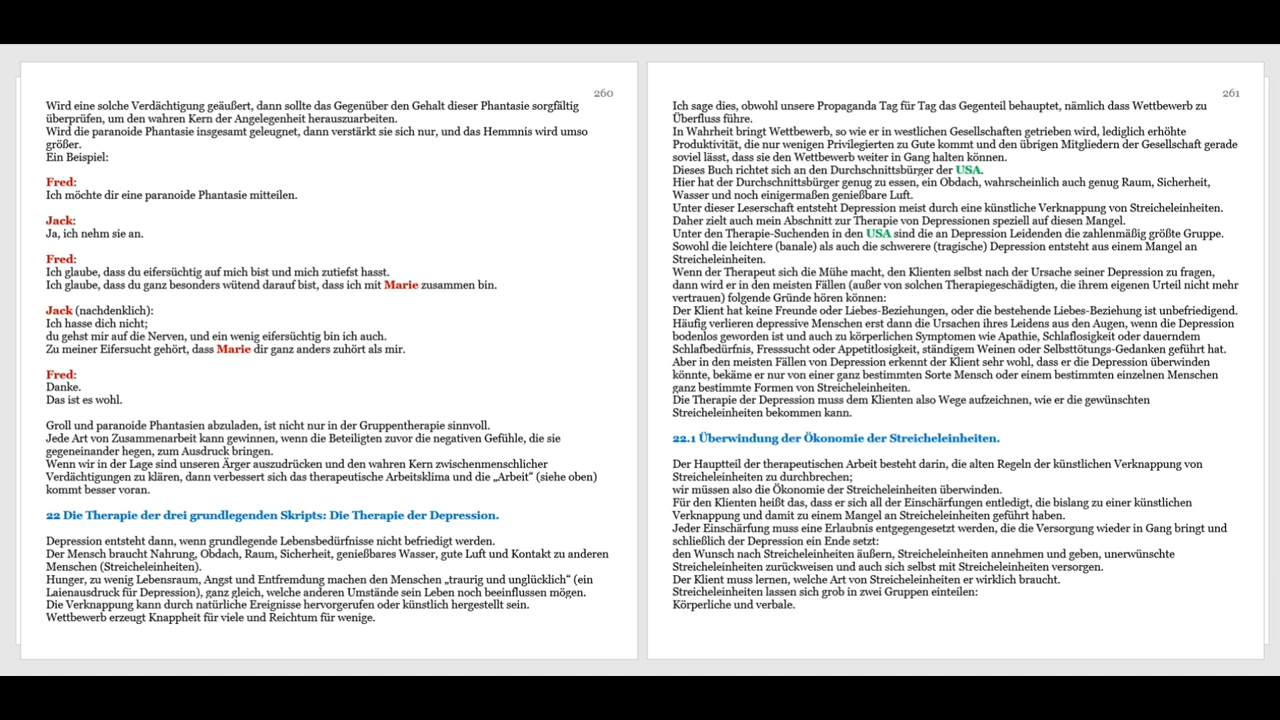 260
Wird eine solche Verdächtigung geäußert, dann sollte das Gegenüber den Gehalt dieser Phantasie sorgfältig
überprüfen, um den wahren Kern der Angelegenheit herauszuarbeiten.
Wird die paranoide Phantasie insgesamt geleugnet, dann verstärkt sie sich nur, und das Hemmnis wird umso
größer.
Ein Beispiel:
Fred:
Ich möchte dir eine paranoide Phantasie mitteilen.
Jack:
Ja, ich nehm sie an.
Fred:
Ich glaube, dass du eifersüchtig auf mich bist und mich zutiefst hasst.
Ich glaube, dass du ganz besonders wütend darauf bist, dass ich mit Marie zusammen bin.
Jack (nachdenklich):
Ich hasse dich nicht;
du gehst mir auf die Nerven, und ein wenig eifersüchtig bin ich auch.
Zu meiner Eifersucht gehört, dass Marie dir ganz anders zuhört als mir.
Fred:
Danke.
Das ist es wohl.
Groll und paranoide Phantasien abzuladen, ist nicht nur in der Gruppentherapie sinnvoll.
Jede Art von Zusammenarbeit kann gewinnen, wenn die Beteiligten zuvor die negativen Gefühle, die sie
gegeneinander hegen, zum Ausdruck bringen.
Wenn wir in der Lage sind unseren Ärger auszudrücken und den wahren Kern zwischenmenschlicher
Verdächtigungen zu klären, dann verbessert sich das therapeutische Arbeitsklima und die „Arbeit“ (siehe oben)
kommt besser voran.
22 Die Therapie der drei grundlegenden Skripts: Die Therapie der Depression.
Depression entsteht dann, wenn grundlegende Lebensbedürfnisse nicht befriedigt werden.
Der Mensch braucht Nahrung, Obdach, Raum, Sicherheit, genießbares Wasser, gute Luft und Kontakt zu anderen
Menschen (Streicheleinheiten).
Hunger, zu wenig Lebensraum, Angst und Entfremdung machen den Menschen „traurig und unglücklich“ (ein
Laienausdruck für Depression), ganz gleich, welche anderen Umstände sein Leben noch beeinflussen mögen.
Die Verknappung kann durch natürliche Ereignisse hervorgerufen oder künstlich hergestellt sein.
Wettbewerb erzeugt Knappheit für viele und Reichtum für wenige.
261
Ich sage dies, obwohl unsere Propaganda Tag für Tag das Gegenteil behauptet, nämlich dass Wettbewerb zu
Überfluss führe.
In Wahrheit bringt Wettbewerb, so wie er in westlichen Gesellschaften getrieben wird, lediglich erhöhte
Produktivität, die nur wenigen Privilegierten zu Gute kommt und den übrigen Mitgliedern der Gesellschaft gerade
soviel lässt, dass sie den Wettbewerb weiter in Gang halten können.
Dieses Buch richtet sich an den Durchschnittsbürger der USA.
Hier hat der Durchschnittsbürger genug zu essen, ein Obdach, wahrscheinlich auch genug Raum, Sicherheit,
Wasser und noch einigermaßen genießbare Luft.
Unter dieser Leserschaft entsteht Depression meist durch eine künstliche Verknappung von Streicheleinheiten.
Daher zielt auch mein Abschnitt zur Therapie von Depressionen speziell auf diesen Mangel.
Unter den Therapie-Suchenden in den USA sind die an Depression Leidenden die zahlenmäßig größte Gruppe.
Sowohl die leichtere (banale) als auch die schwerere (tragische) Depression entsteht aus einem Mangel an
Streicheleinheiten.
Wenn der Therapeut sich die Mühe macht, den Klienten selbst nach der Ursache seiner Depression zu fragen,
dann wird er in den meisten Fällen (außer von solchen Therapiegeschädigten, die ihrem eigenen Urteil nicht mehr
vertrauen) folgende Gründe hören können:
Der Klient hat keine Freunde oder Liebes-Beziehungen, oder die bestehende Liebes-Beziehung ist unbefriedigend.
Häufig verlieren depressive Menschen erst dann die Ursachen ihres Leidens aus den Augen, wenn die Depression
bodenlos geworden ist und auch zu körperlichen Symptomen wie Apathie, Schlaflosigkeit oder dauerndem
Schlafbedürfnis, Fresssucht oder Appetitlosigkeit, ständigem Weinen oder Selbsttötungs-Gedanken geführt hat.
Aber in den meisten Fällen von Depression erkennt der Klient sehr wohl, dass er die Depression überwinden
könnte, bekäme er nur von einer ganz bestimmten Sorte Mensch oder einem bestimmten einzelnen Menschen
ganz bestimmte Formen von Streicheleinheiten.
Die Therapie der Depression muss dem Klienten also Wege aufzeichnen, wie er die gewünschten
Streicheleinheiten bekommen kann.
22.1 Überwindung der Ökonomie der Streicheleinheiten.
Der Hauptteil der therapeutischen Arbeit besteht darin, die alten Regeln der künstlichen Verknappung von
Streicheleinheiten zu durchbrechen;
wir müssen also die Ökonomie der Streicheleinheiten überwinden.
Für den Klienten heißt das, dass er sich all der Einschärfungen entledigt, die bislang zu einer künstlichen
Verknappung und damit zu einem Mangel an Streicheleinheiten geführt haben.
Jeder Einschärfung muss eine Erlaubnis entgegengesetzt werden, die die Versorgung wieder in Gang bringt und
schließlich der Depression ein Ende setzt:
den Wunsch nach Streicheleinheiten äußern, Streicheleinheiten annehmen und geben, unerwünschte
Streicheleinheiten zurückweisen und auch sich selbst mit Streicheleinheiten versorgen.
Der Klient muss lernen, welche Art von Streicheleinheiten er wirklich braucht.
Streicheleinheiten lassen sich grob in zwei Gruppen einteilen:
Körperliche und verbale.